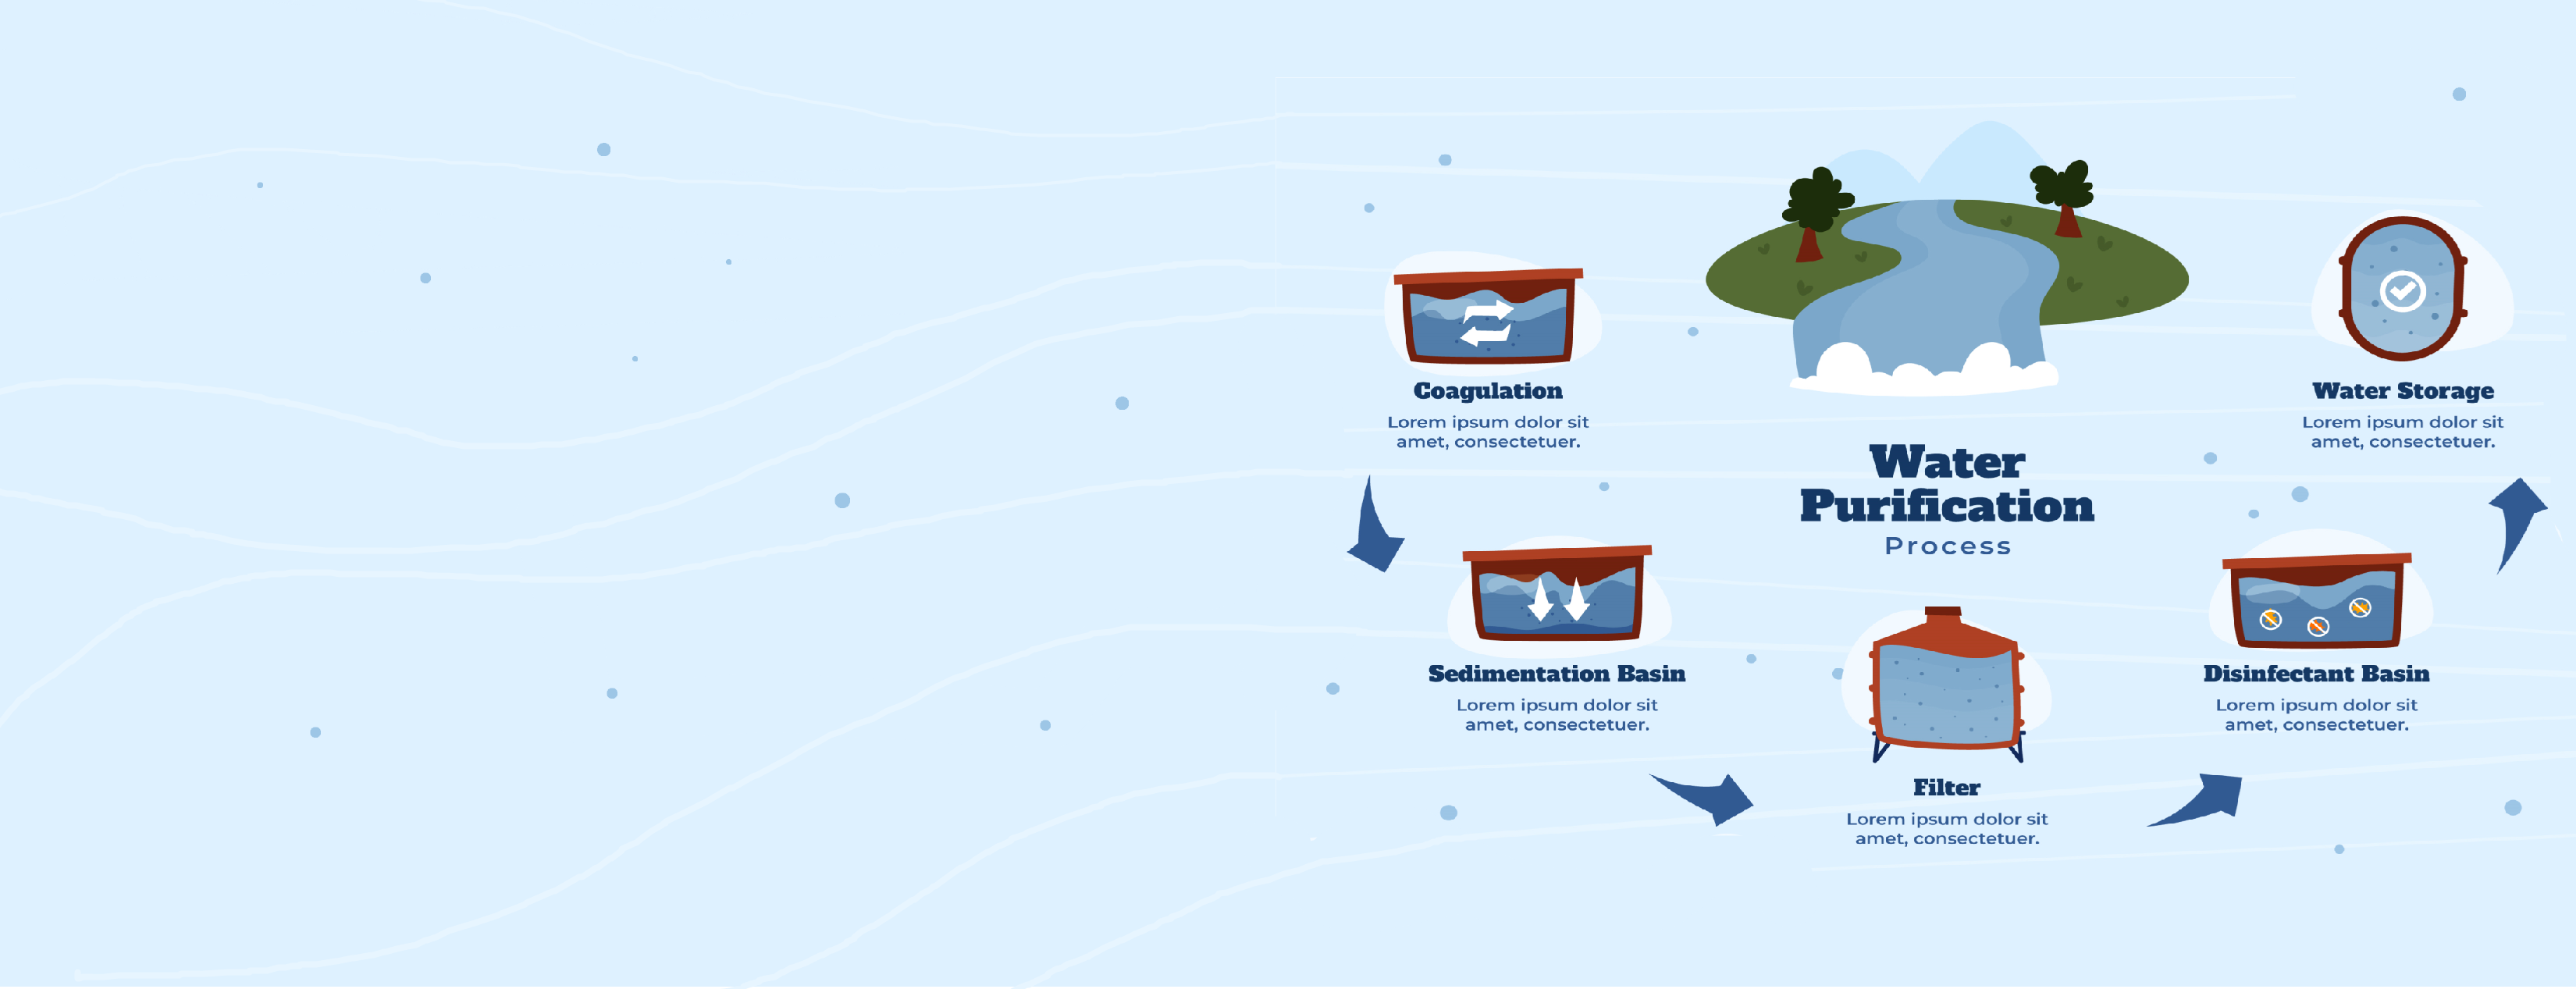 Coagulation
Lorem ipsum dolor sit
amet, consectetuer.
Water
Purification
Process
Water Storage
Lorem ipsum dolor sit
amet, consectetuer.
Sedimentation Basin
Lorem ipsum dolor sit
amet, consectetuer.
Filter
Lorem ipsum dolor sit
amet, consectetuer.
Disinfectant Basin
Lorem ipsum dolor sit
amet, consectetuer.